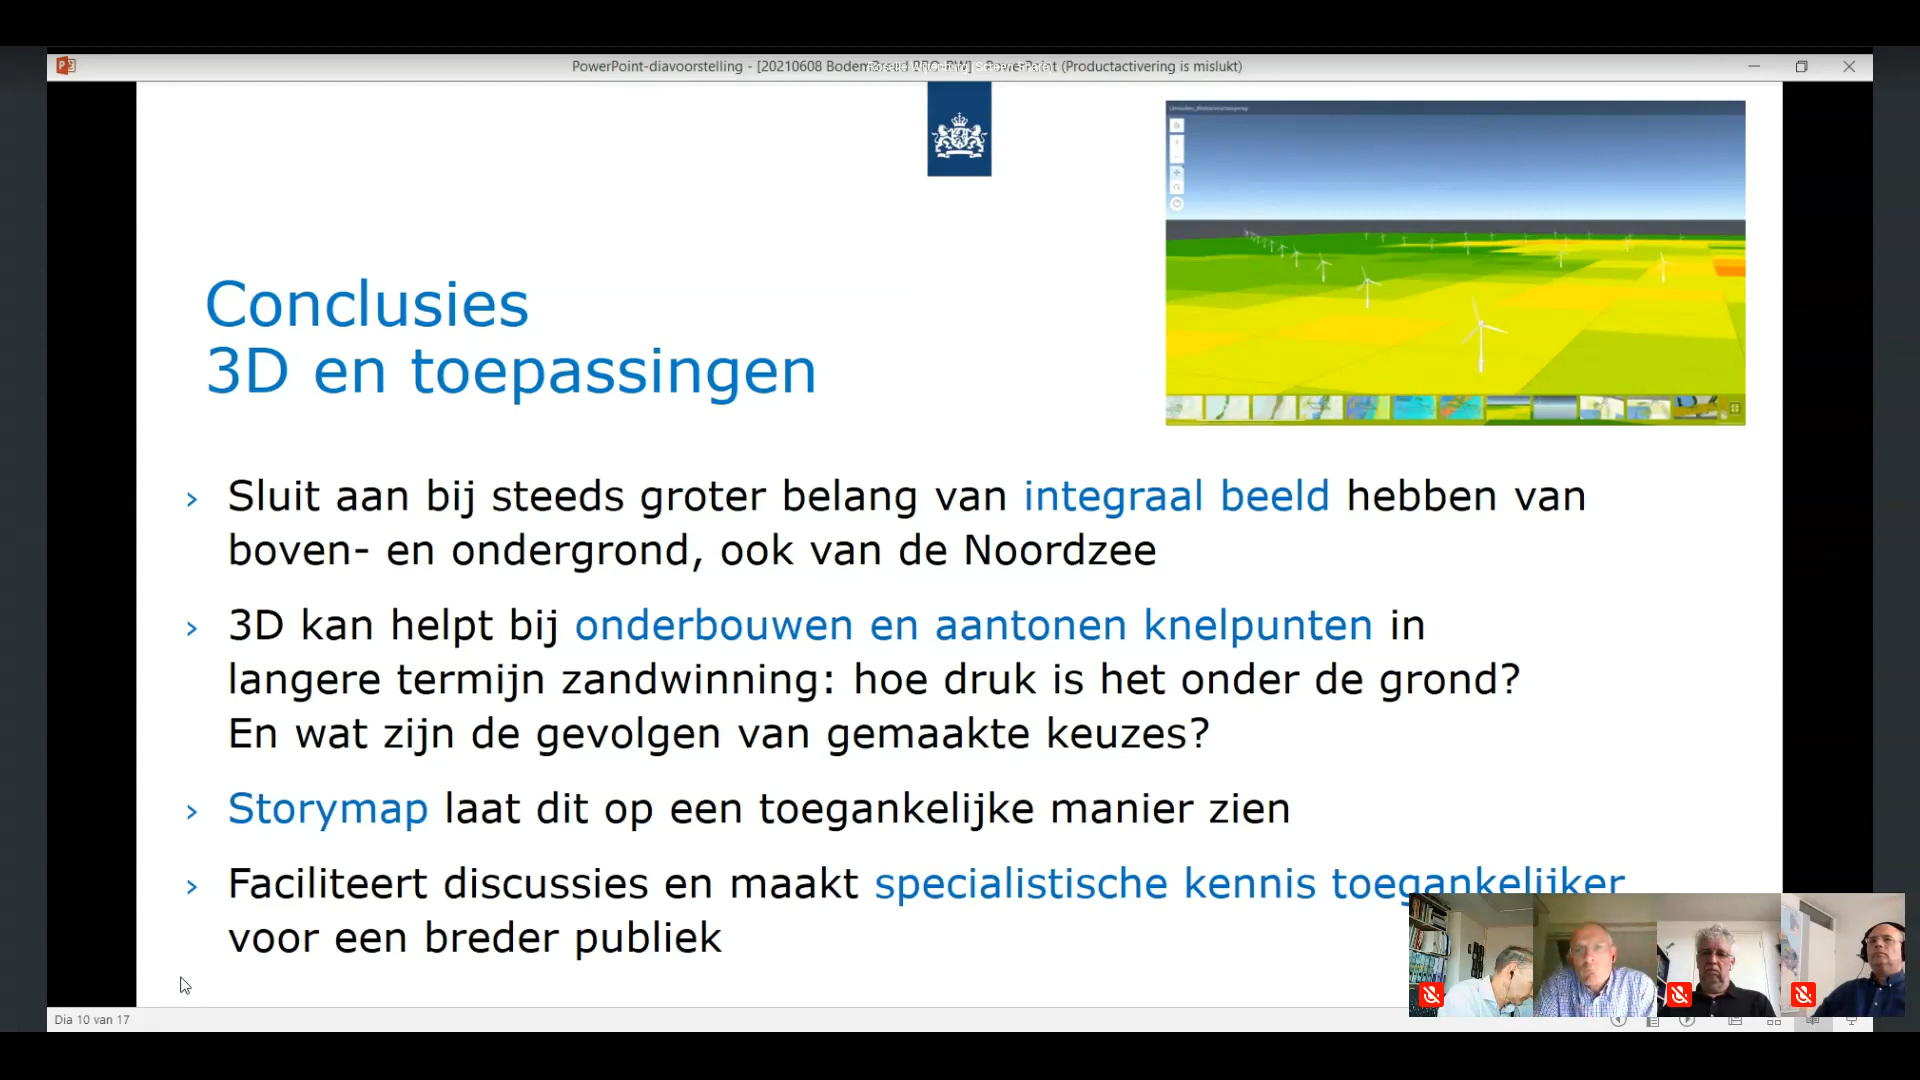 PowerPoint-diavoorstelling - [20210608 Bodem
(Productactivering is mislukt)
Conclusies
3D en toepassingen
› Sluit aan bij steeds groter belang van integraal beeld hebben van
boven- en ondergrond, ook van de Noordzee
› 3D kan helpt bij onderbouwen en aantonen knelpunten in
langere termijn zandwinning: hoe druk is het onder de grond?
En wat zijn de gevolgen van gemaakte keuzes?
› Storymap laat dit op een toegankelijke manier zien
› Faciliteert discussies en maakt specialistische kennis toegankelijker
voor een breder publiek
Dia 10 van 17